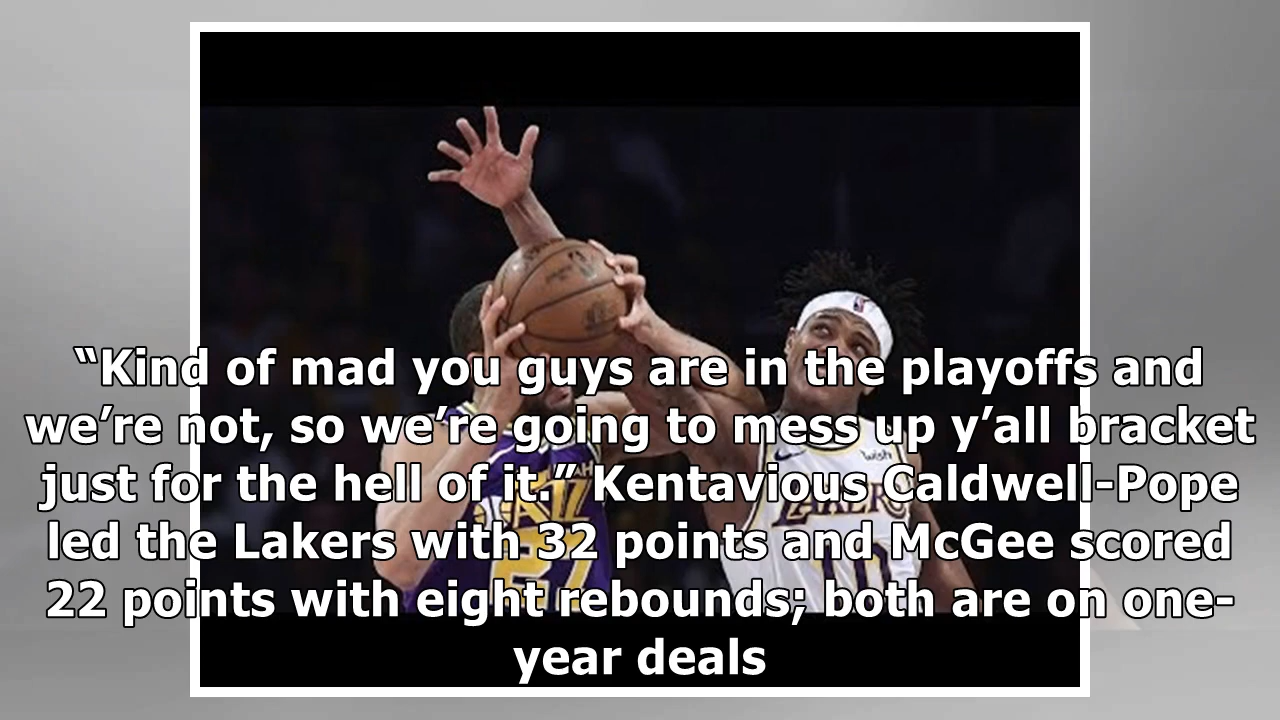 “Kind of mad you guys are in the playoffs and
we’re not, so we’re going to mess up y’all bracket
just for the hell of it.” Kentavious Caldwell-Pope
led the Lakers with 32 points and McGee scored
22 points with eight rebounds; both are on one-
year deals
wish
LAKERS